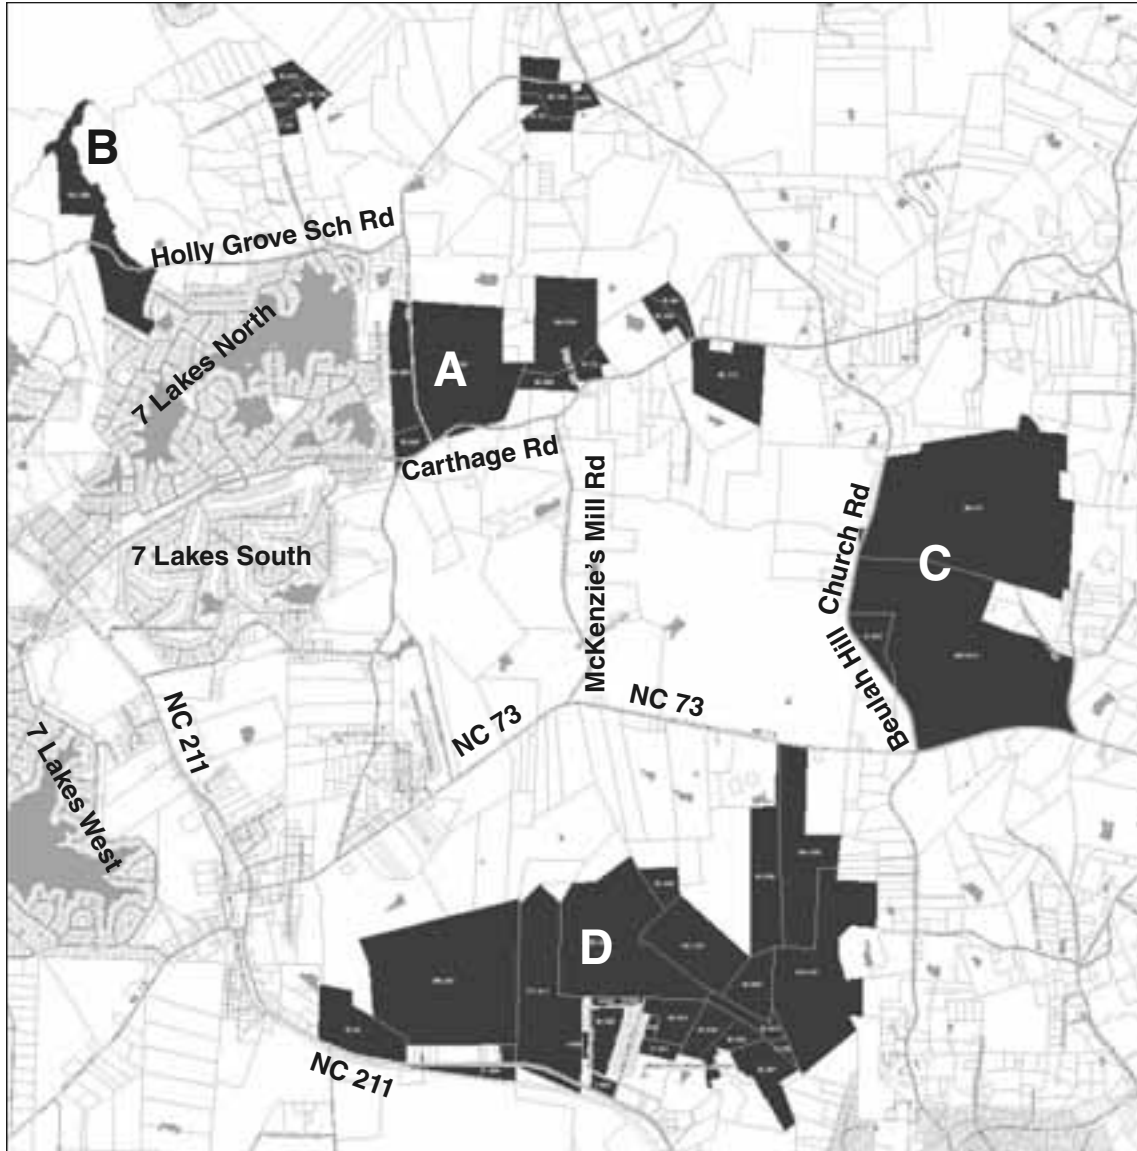 B
Holly Grove Sch Rd
7 Lakes North
A
Carthage Rd
McKenzie's Mill Rd
7 Lakes South
Beulah Hill Church Rd
C
NC 211
NC 73
NC 73
7 Lakes West
D
NC 211